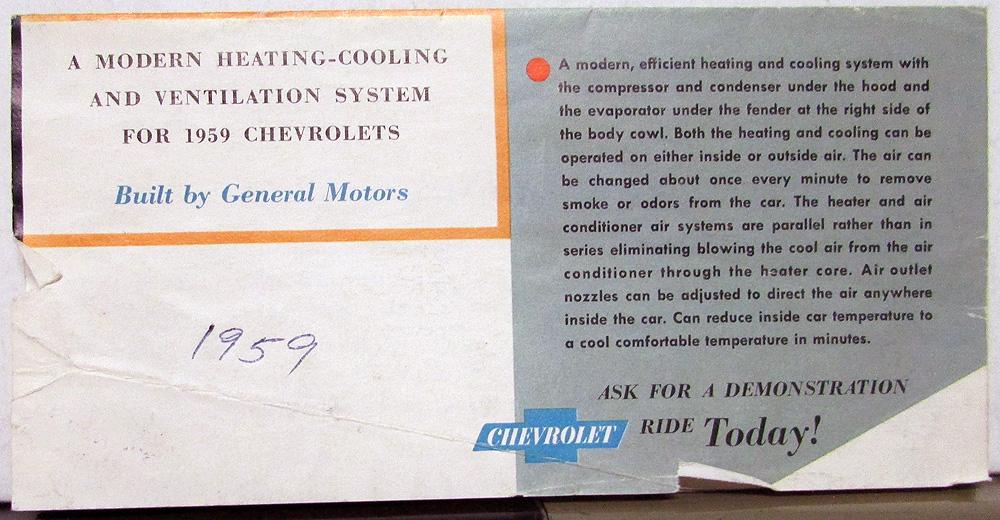 A MODERN HEATING-COOLING
AND VENTILATION SYSTEM
FOR 1959 CHEVROLETS
Built by General Motors
1959
A modern, efficient heating and cooling system with
the compressor and condenser under the hood and
the evaporator under the fender at the right side of
the body cowl. Both the heating and cooling can be
operated on either inside or outside air. The air can
be changed about once every minute to remove
smoke or odors from the car. The heater and air
conditioner air systems are parallel rather than in
series eliminating blowing the cool air from the air
conditioner through the heater core. Air outlet
nozzles can be adjusted to direct the air anywhere
inside the car. Can reduce inside car temperature to
a cool comfortable temperature in minutes.
ASK FOR A DEMONSTRATION
RIDE Today!
CHEVROLET